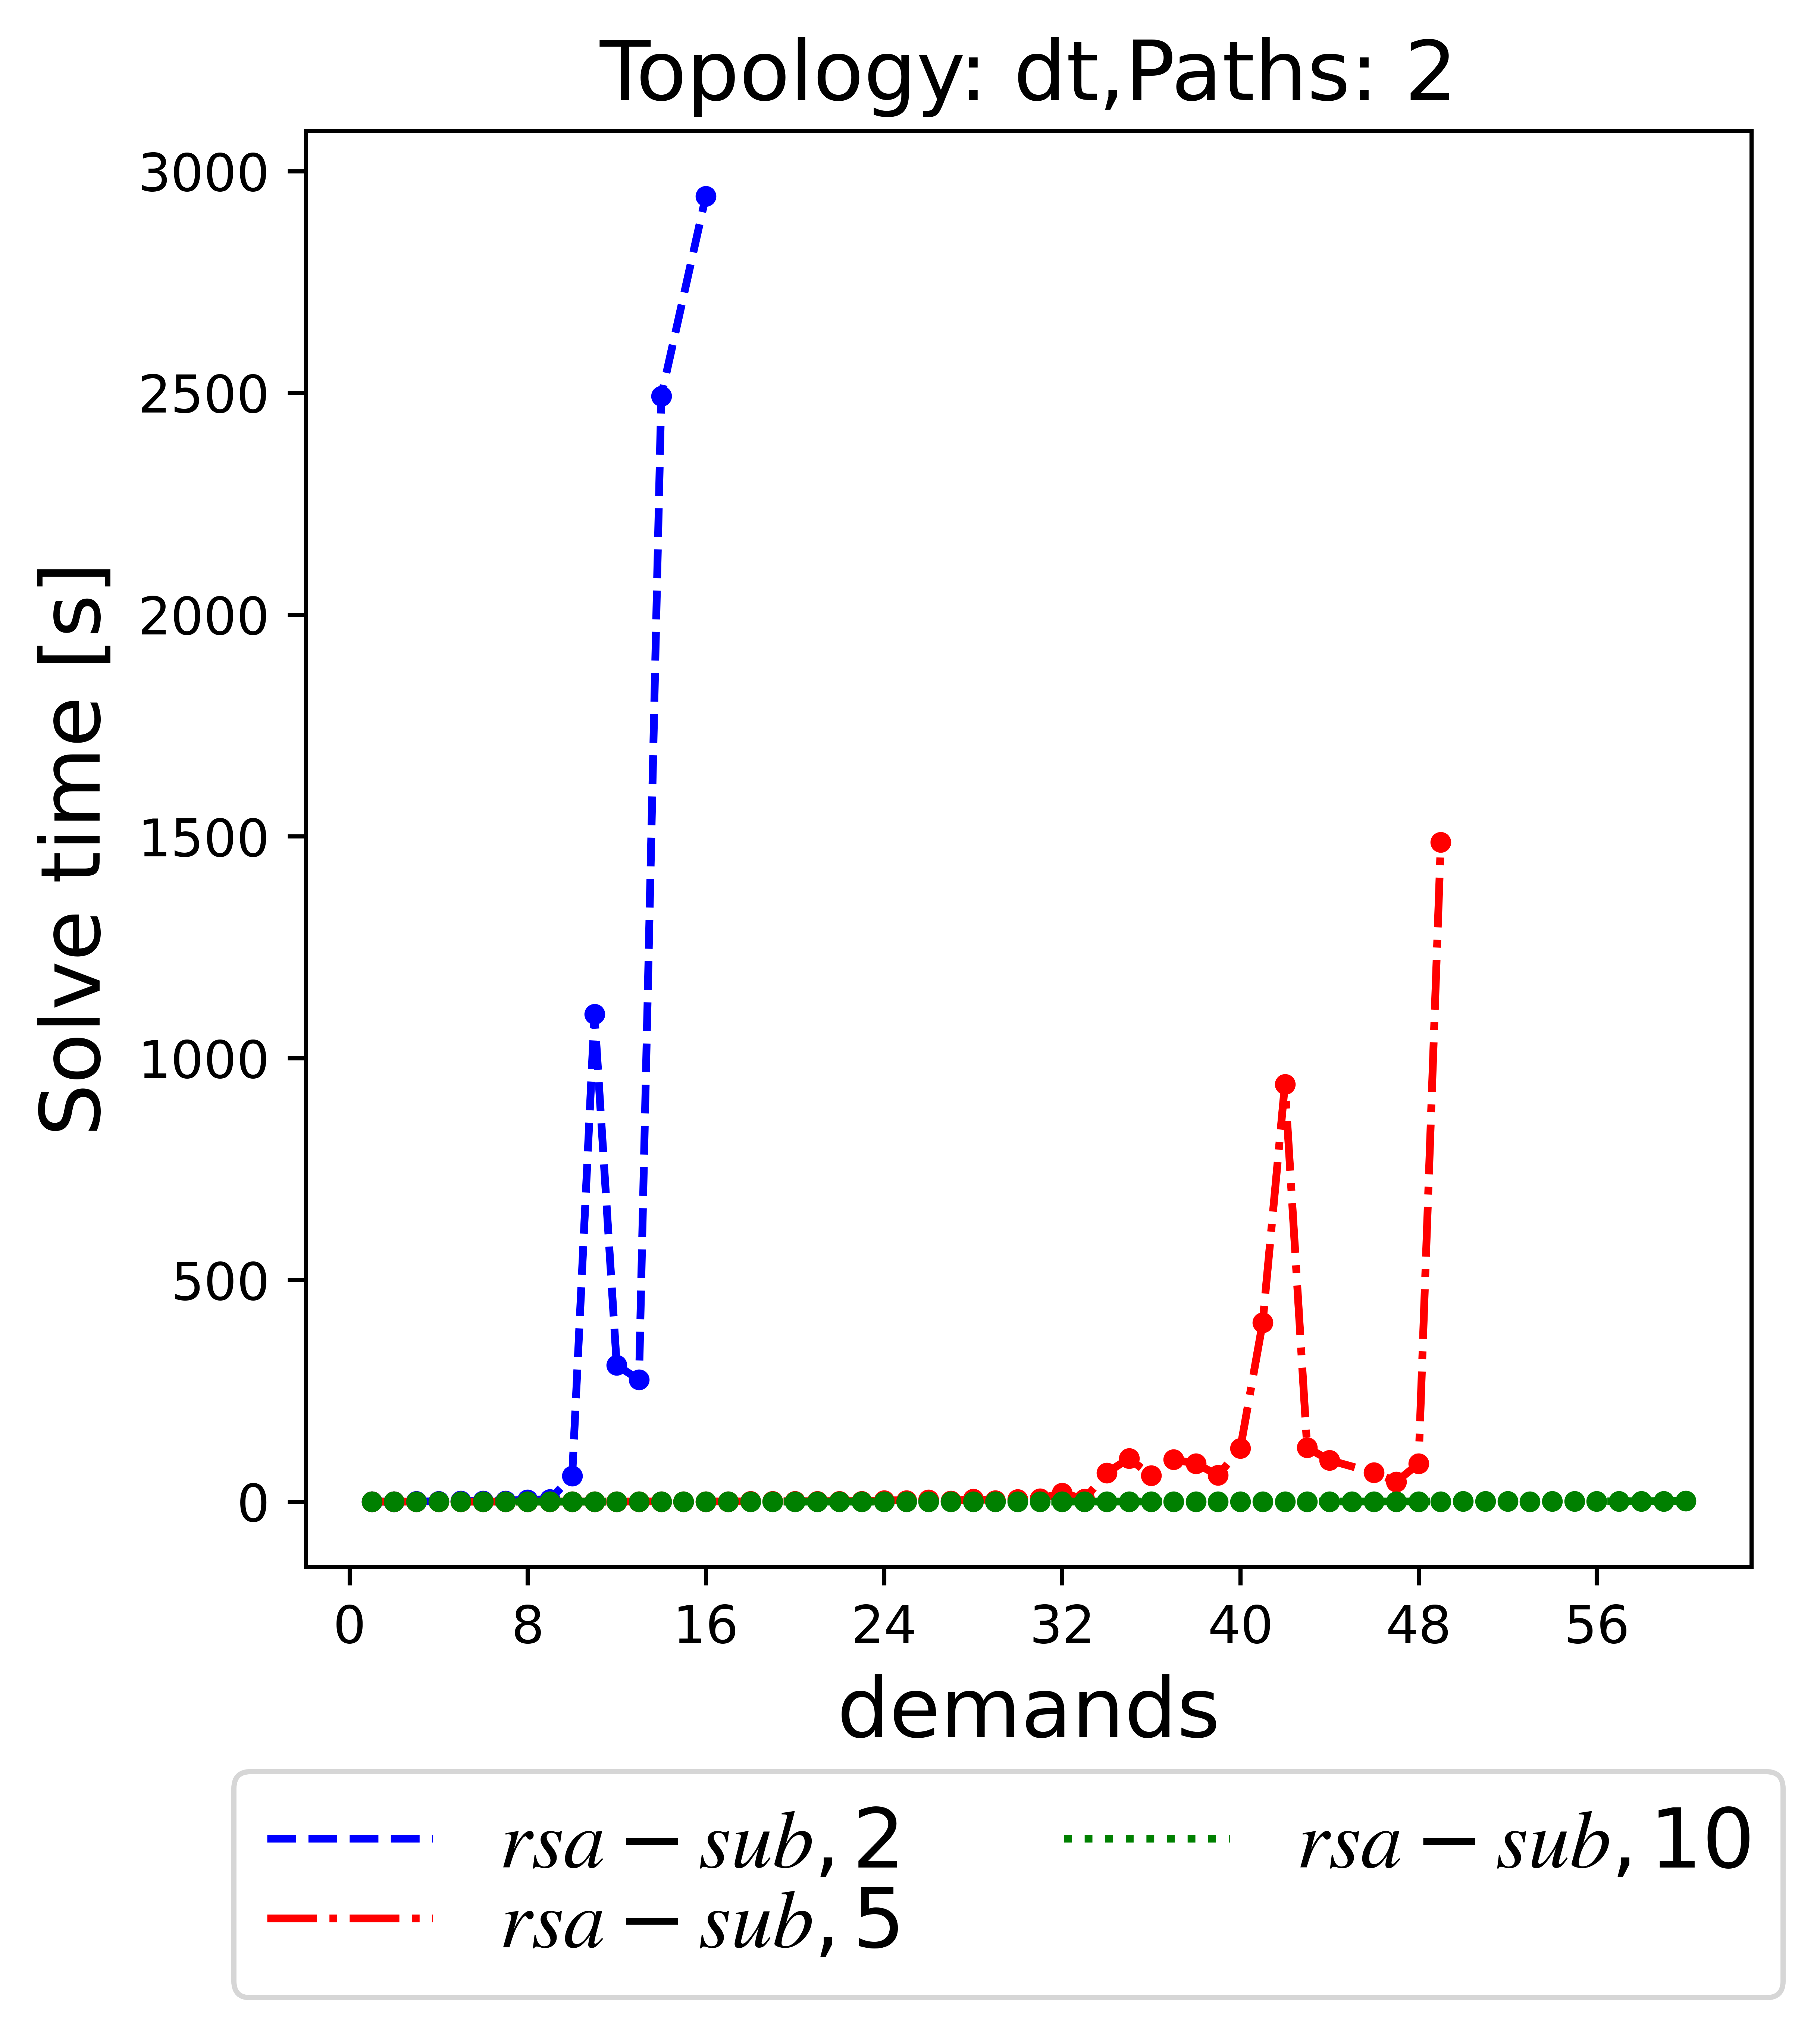 Topology: dt,Paths: 2
3000
2500
2000
1500
1000
500
0
Solve time [s]
0 8 16 24 32 40 48 56
demands
rsa − sub, 2 rsa − sub, 10
rsa − sub, 5